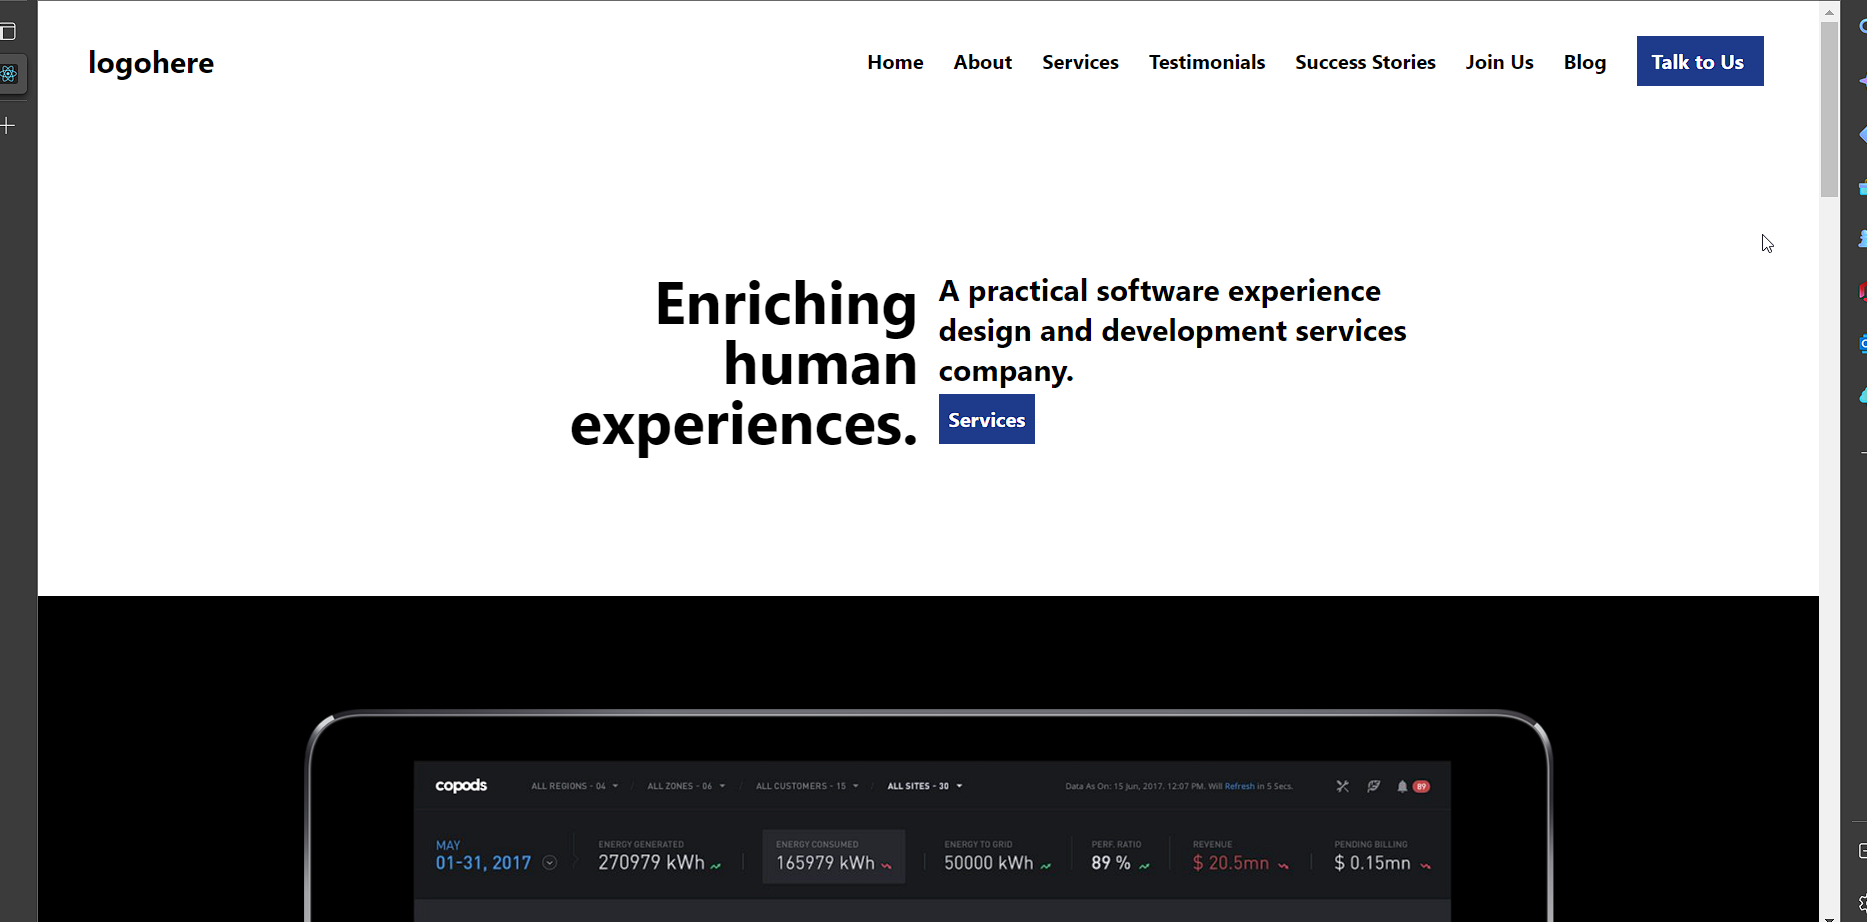 logohere
Home About Services Testimonials Success Stories Join Us Blog Talk to Us
Enriching
human
experiences.
A practical software experience
design and development services
company.
Services
copods ALL REGIONS - 04 ALL ZONES - 06 ALL CUSTOMERS - 15 ALL SITES - 30 Data As On: 15 Jun, 2017, 12:07 PM. Will Refresh in 5 Secs. 89
MAY ENERGY GENERATED ENERGY CONSUMED ENERGY TO GRID PERF. RATIO REVENUE PENDING BILLING
01-31, 2017 270979 kWh 165979 kWh 50000 kWh 89 % $ 20.5mn $ 0.15mn